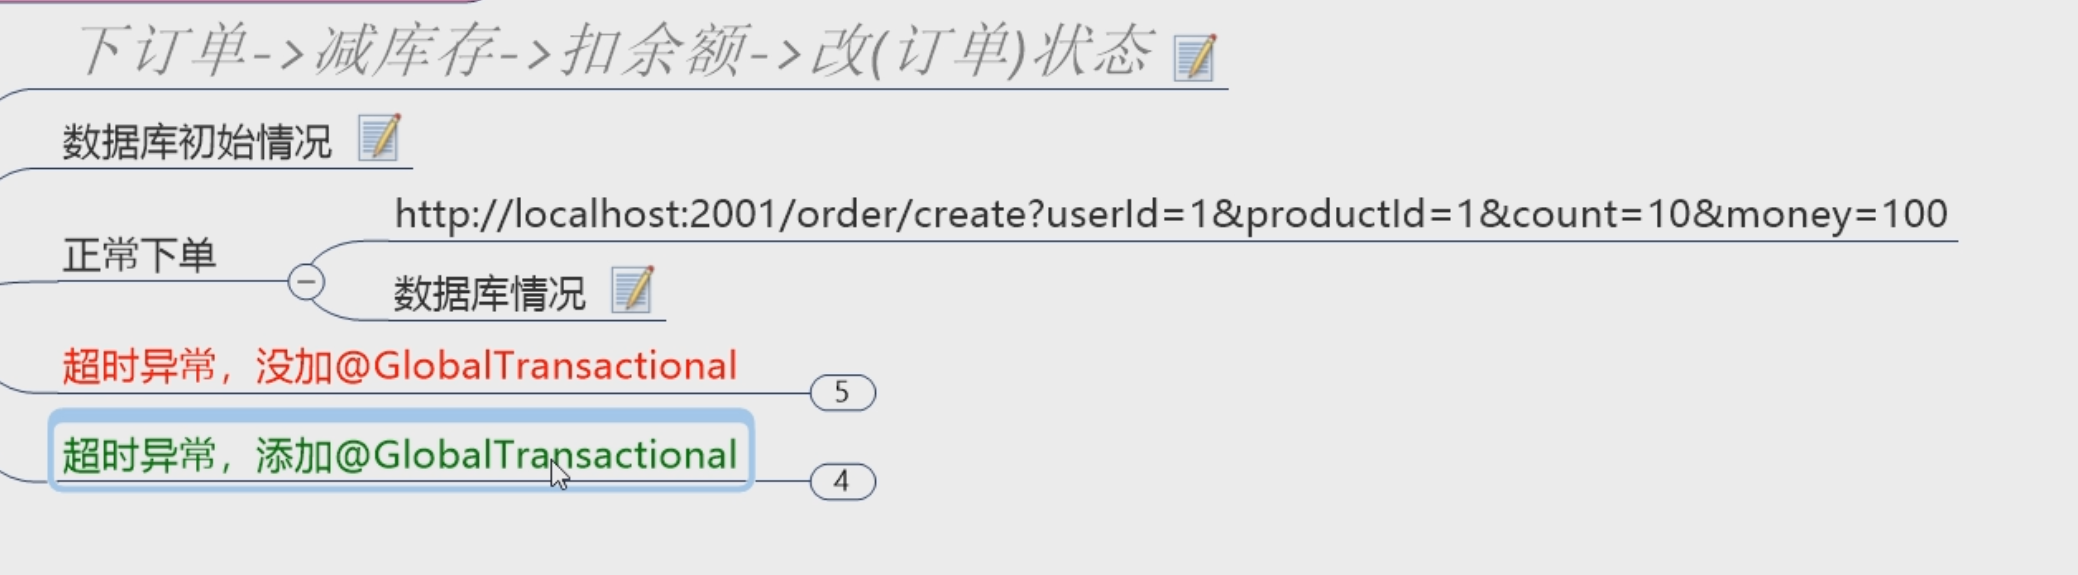 下订单->减库存->扣余额->改(订单)状态
数据库初始情况
正常下单
http://localhost:2001/order/create?userId=1&productId=1&count=10&money=100
数据库情况
超时异常，没加@GlobalTransactional
5
超时异常，添加@GlobalTransactional
4